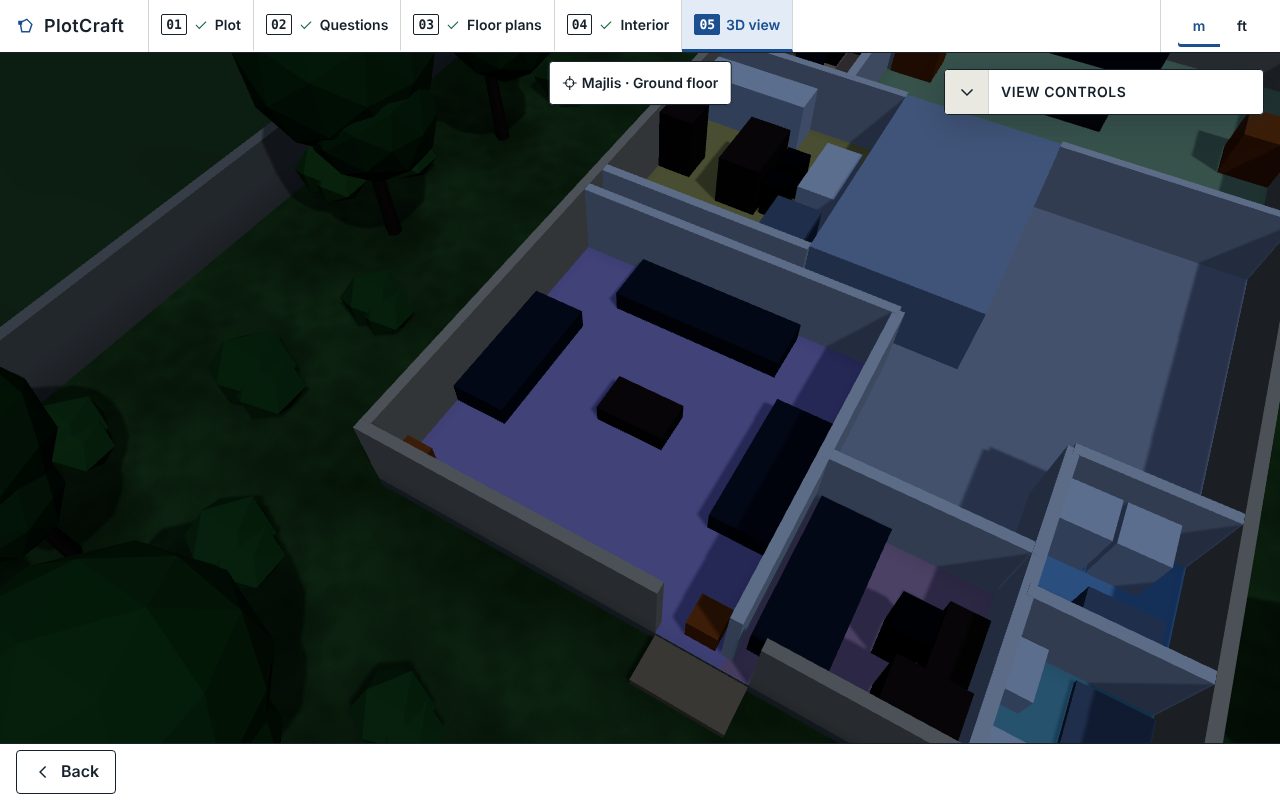 PlotCraft
01 Plot
02 Questions
03 Floor plans
04 Interior
05 3D view
m
ft
Majlis · Ground floor
VIEW CONTROLS
Back